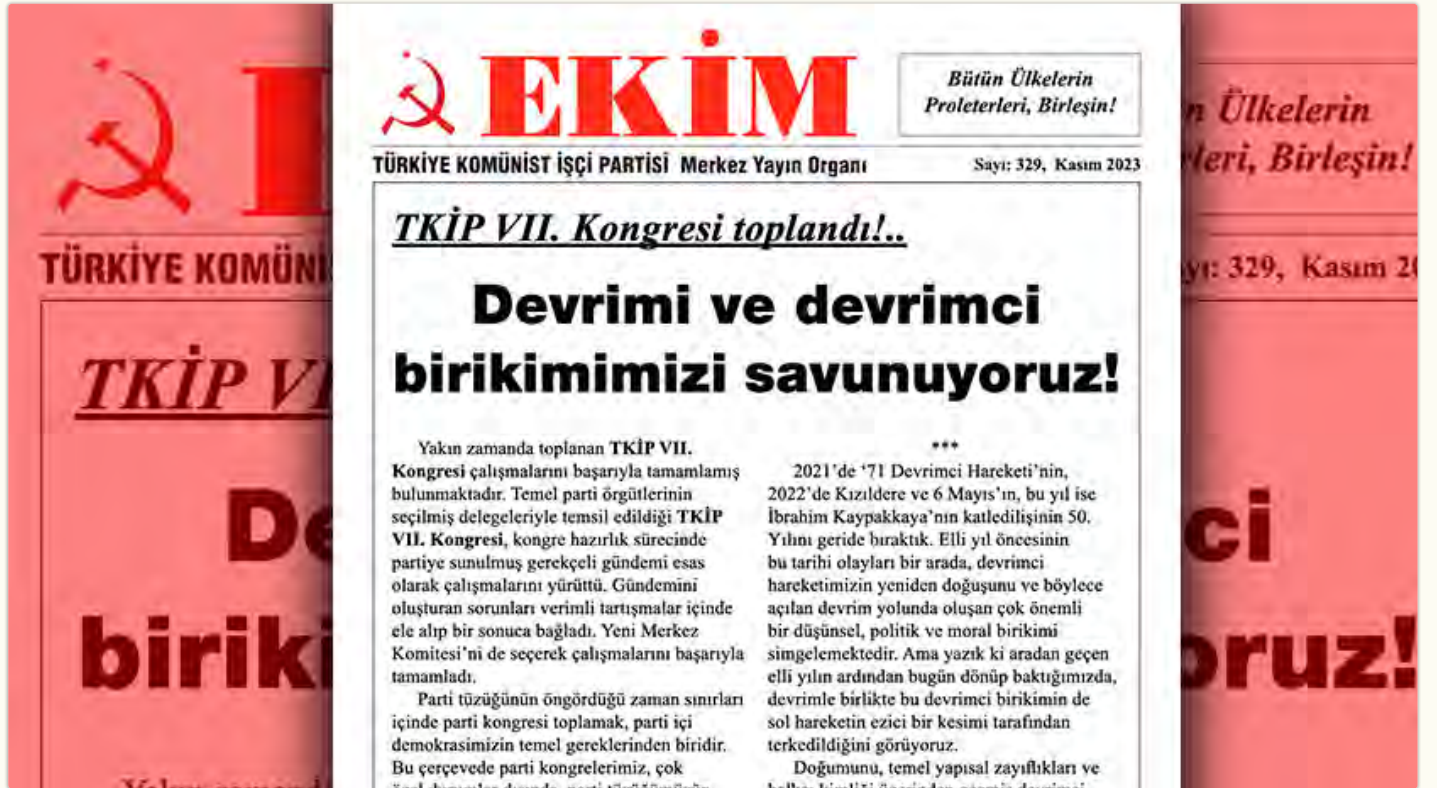 EKİM
Bütün Ülkelerin
Proleterleri, Birleşin!
TÜRKİYE KOMÜNİST İŞÇİ PARTİSİ Merkez Yayın Organı
Sayı: 329, Kasım 2023
TKİP VII. Kongresi toplandı!..
Devrimi ve devrimci
birikimimizi savunuyoruz!
Yakın zamanda toplanan TKİP VII.
Kongresi çalışmalarını başarıyla tamamlamış
bulunmaktadır. Temel parti örgütlerinin
seçilmiş delegeleriyle temsil edildiği TKİP
VII. Kongresi, kongre hazırlık sürecinde
partiye sunulmuş gerekçeli gündemi esas
olarak çalışmalarını yürüttü. Gündemini
oluşturan sorunları verimli tartışmalar içinde
ele alıp bir sonuca bağladı. Yeni Merkez
Komitesi'ni de seçerek çalışmalarını başarıyla
tamamladı.
Parti tüzüğünün öngördüğü zaman sınırları
içinde parti kongresi toplamak, parti içi
demokrasimizin temel gereklerinden biridir.
Bu çerçevede parti kongrelerimiz, çok
***
2021'de '71 Devrimci Hareketi'nin,
2022'de Kızıldere ve 6 Mayıs'ın, bu yıl ise
İbrahim Kaypakkaya'nın katledilişinin 50.
Yılını geride bıraktık. Elli yıl öncesinin
bu tarihi olayları bir arada, devrimci
hareketimizin yeniden doğuşunu ve böylece
açılan devrim yolunda oluşan çok önemli
bir düşünsel, politik ve moral birikimi
simgelemektedir. Ama yazık ki aradan geçen
elli yılın ardından bugün dönüp baktığımızda,
devrimle birlikte bu devrimci birikimin de
sol hareketin ezici bir kesimi tarafından
terkedildiğini görüyoruz.
Doğumunu, temel yapısal zayıflıkları ve
TÜRKİYE KOMÜNİ
TKİP VI
De
biriki
n Ülkelerin
leri, Birleşin!
yı: 329, Kasım 20
ci
oruz!